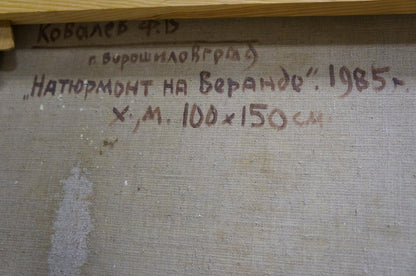 Ковалев Ф.В
г. Ворошиловград
„Натюрмонт на Веранде". 1985 г.
х., м. 100 x 150 см